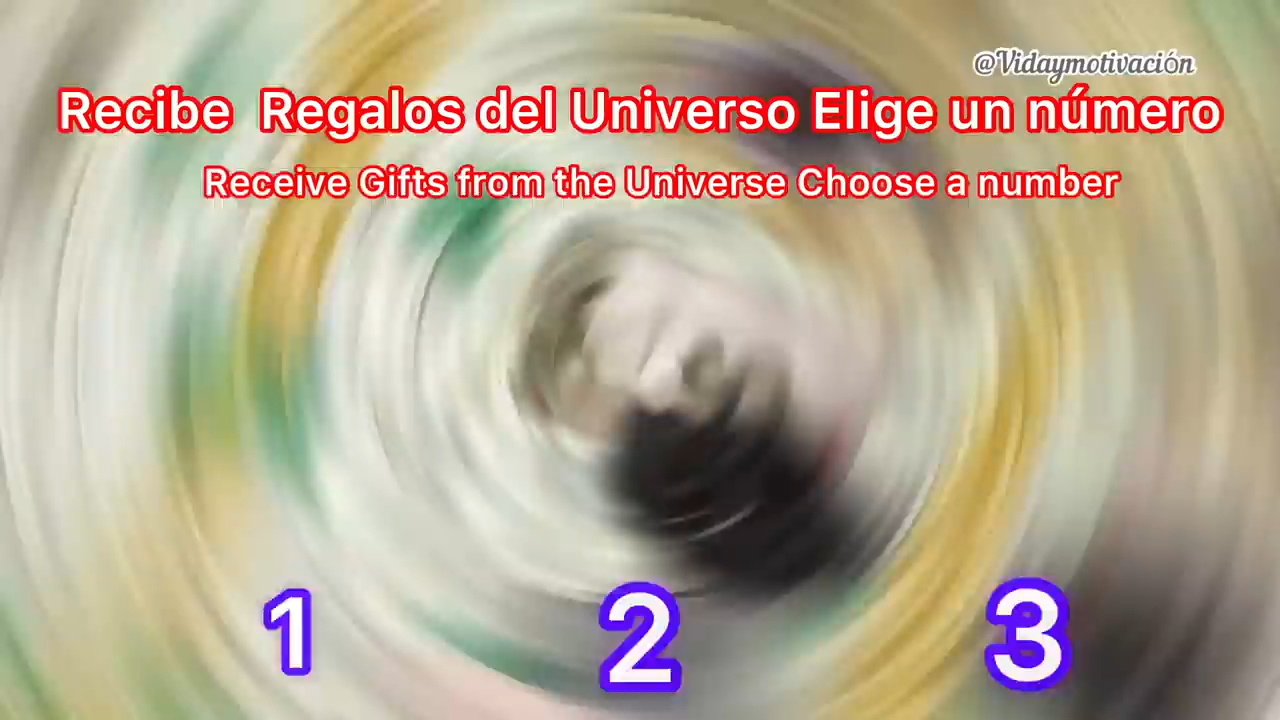 @Vidaymotivación
Recibe Regalos del Universo Elige un número
Receive Gifts from the Universe Choose a number
1 2 3